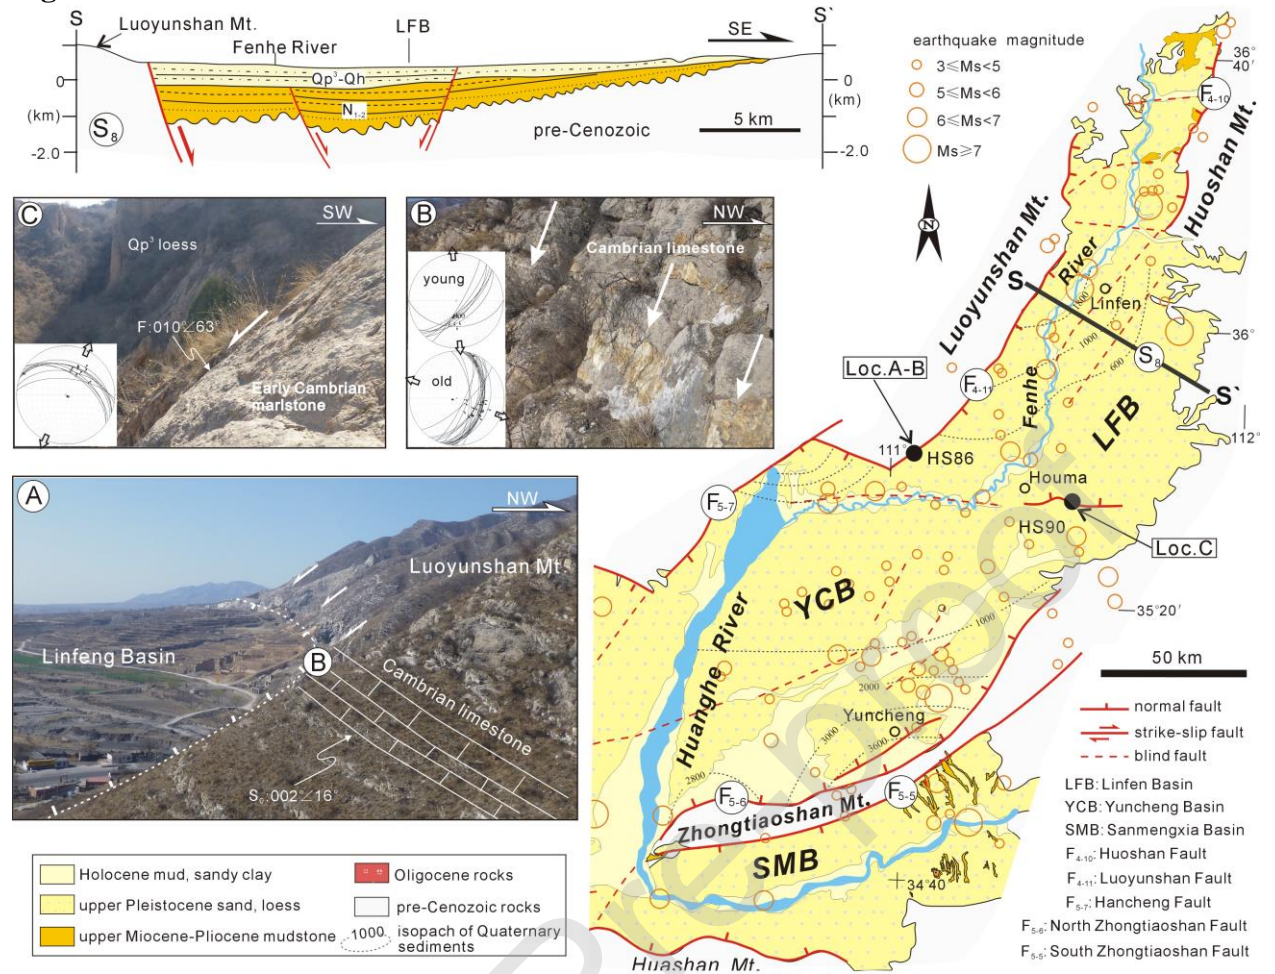 S
Luoyunshan Mt.
Fenhe River
LFB
SE
S`
0
(km)
-2.0
Qp³-Qh
N₁₋₂
S₈
pre-Cenozoic
5 km
0
(km)
-2.0
C
SW
Qp³ loess
F:010∠63°
Early Cambrian
marlstone
B
NW
Cambrian limestone
young
old
A
NW
Luoyunshan Mt.
Linfeng Basin
B
Cambrian limestone
S₀:002∠16°
earthquake magnitude
3≤Ms<5
5≤Ms<6
6≤Ms<7
Ms≥7
N
36°
40'
F₄₋₁₀
Huoshan Mt.
Luoyunshan Mt.
River
S
Linfen
1000
600
36°
S₈
S`
Loc.A-B
F₄₋₁₁
Fenhe
LFB
112°
111°
HS86
Houma
F₅₋₇
HS90
Loc.C
YCB
35°20'
Huanghe River
1000
2000
50 km
Yuncheng
3000
3600
2800
F₅₋₆
F₅₋₅
Zhongtiaoshan Mt.
SMB
34°40'
Huashan Mt.
normal fault
strike-slip fault
blind fault
LFB: Linfen Basin
YCB: Yuncheng Basin
SMB: Sanmengxia Basin
F₄₋₁₀: Huoshan Fault
F₄₋₁₁: Luoyunshan Fault
F₅₋₇: Hancheng Fault
F₅₋₆: North Zhongtiaoshan Fault
F₅₋₅: South Zhongtiaoshan Fault
Holocene mud, sandy clay
upper Pleistocene sand, loess
upper Miocene-Pliocene mudstone
Oligocene rocks
pre-Cenozoic rocks
1000 isopach of Quaternary
sediments